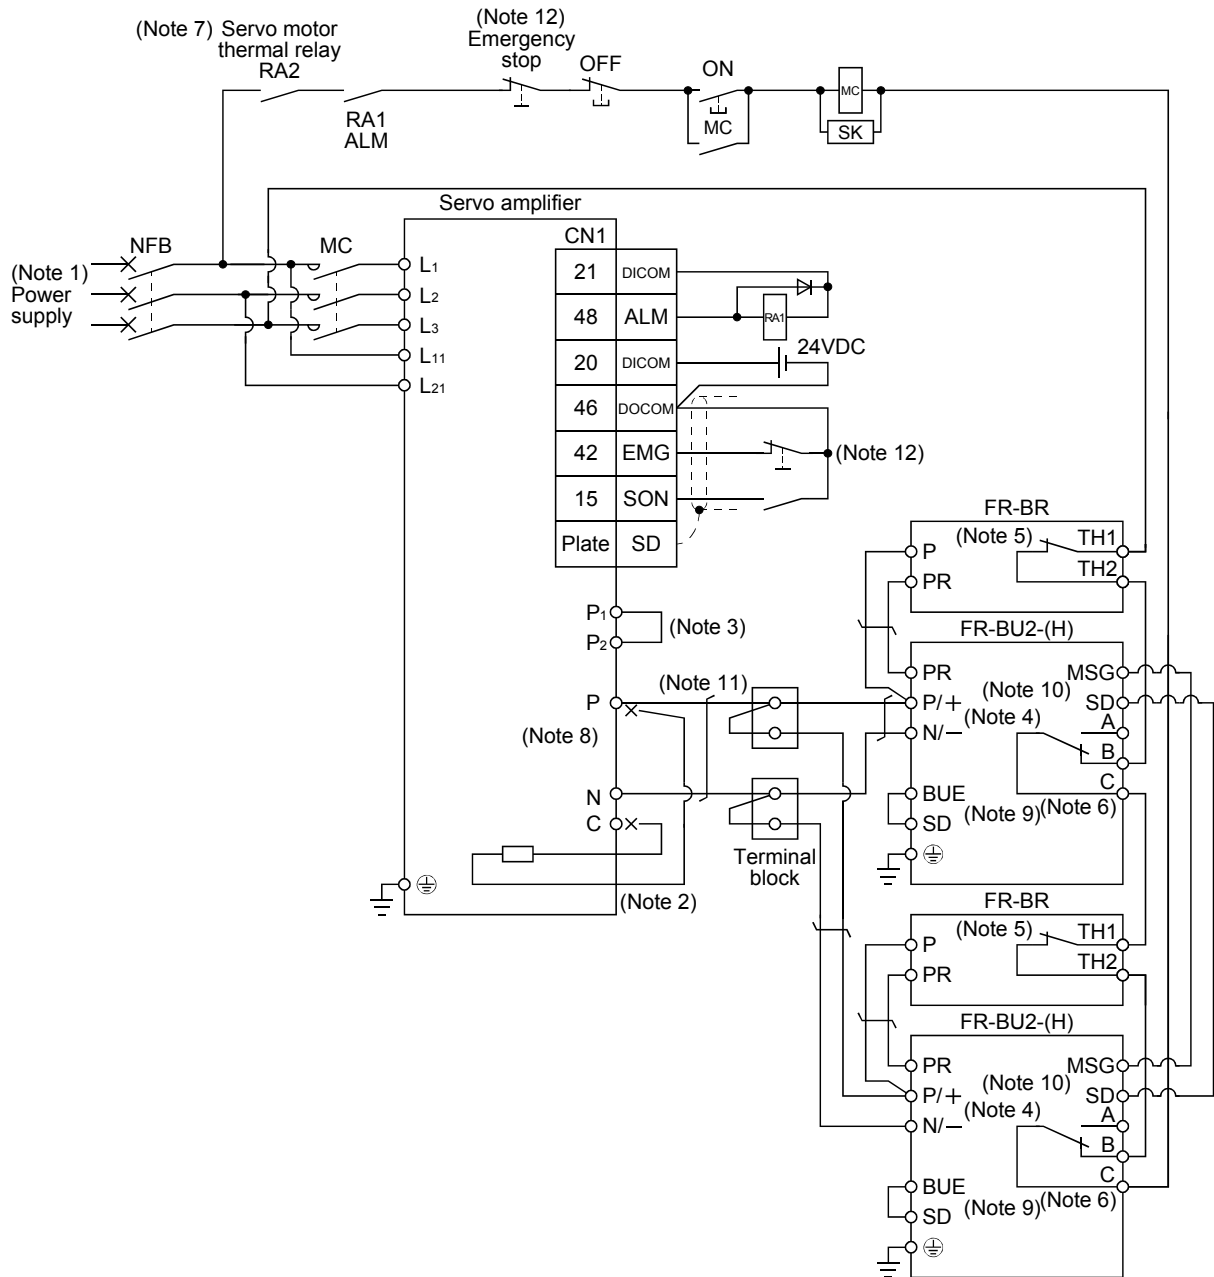 (Note 7) Servo motor
thermal relay
RA2
(Note 12)
Emergency
stop
OFF
ON
MC
RA1
ALM
MC
SK
Servo amplifier
NFB
MC
CN1
(Note 1)
Power
supply
L1
L2
L3
L11
L21
21 DICOM
48 ALM
RA1
20 DICOM
24VDC
46 DOCOM
42 EMG
(Note 12)
15 SON
Plate SD
FR-BR
(Note 5)
P
PR
TH1
TH2
P1
P2
(Note 3)
FR-BU2-(H)
PR
MSG
(Note 11)
P
(Note 10)
P/+
SD
(Note 8)
(Note 4)
A
N/−
B
C
N
BUE
(Note 9)
(Note 6)
C
SD
Terminal
block
(Note 2)
FR-BR
(Note 5)
P
PR
TH1
TH2
FR-BU2-(H)
PR
MSG
(Note 10)
P/+
SD
(Note 4)
A
N/−
B
C
BUE
(Note 9)
(Note 6)
SD